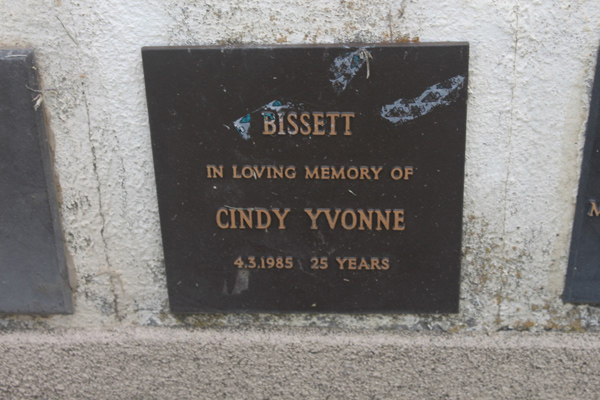 BISSETT
IN LOVING MEMORY OF
CINDY YVONNE
4.3.1985 25 YEARS
M